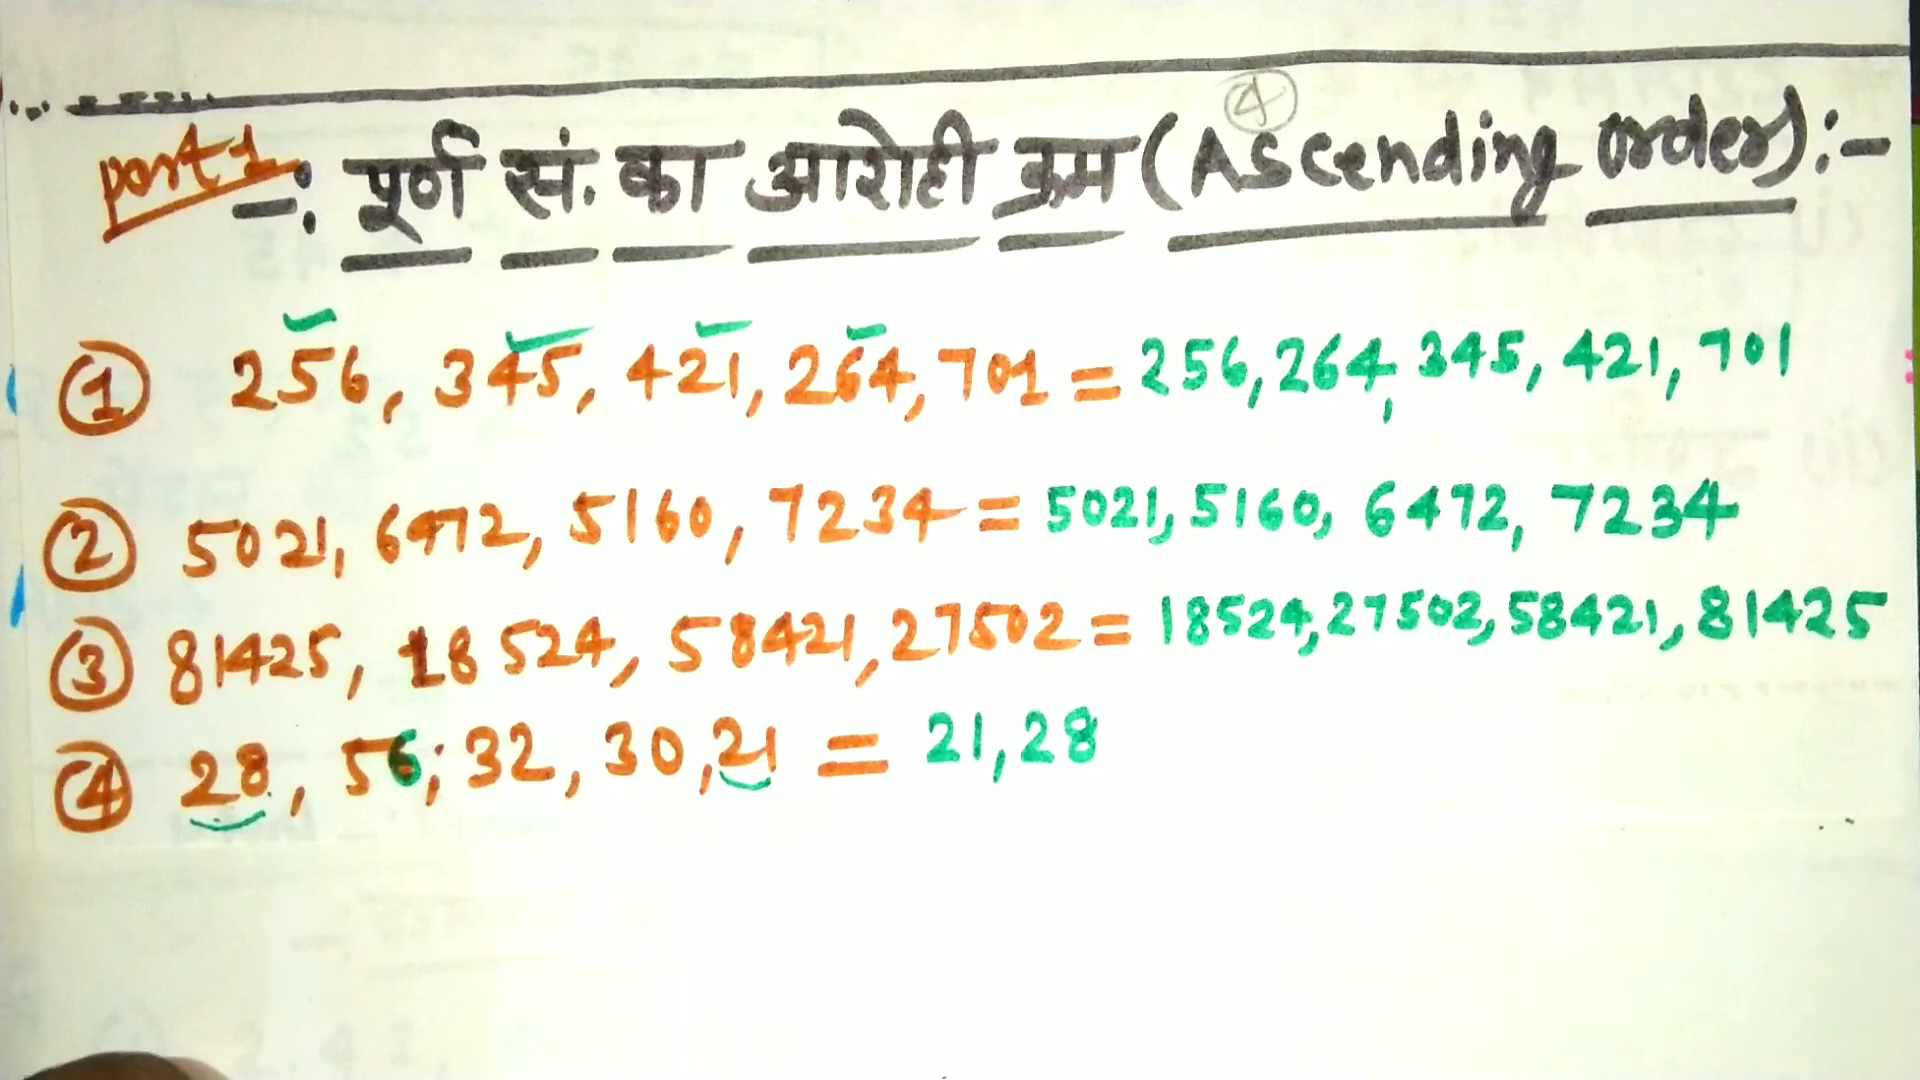 ④
part 1
-: पूर्ण सं. का आरोही क्रम (Ascending order):-
① 256, 345, 421, 264, 701 = 256, 264, 345, 421, 701
② 5021, 6472, 5160, 7234 = 5021, 5160, 6472, 7234
③ 81425, 18524, 58421, 27502 = 18524, 27502, 58421, 81425
④ 28, 56, 32, 30, 21 = 21, 28